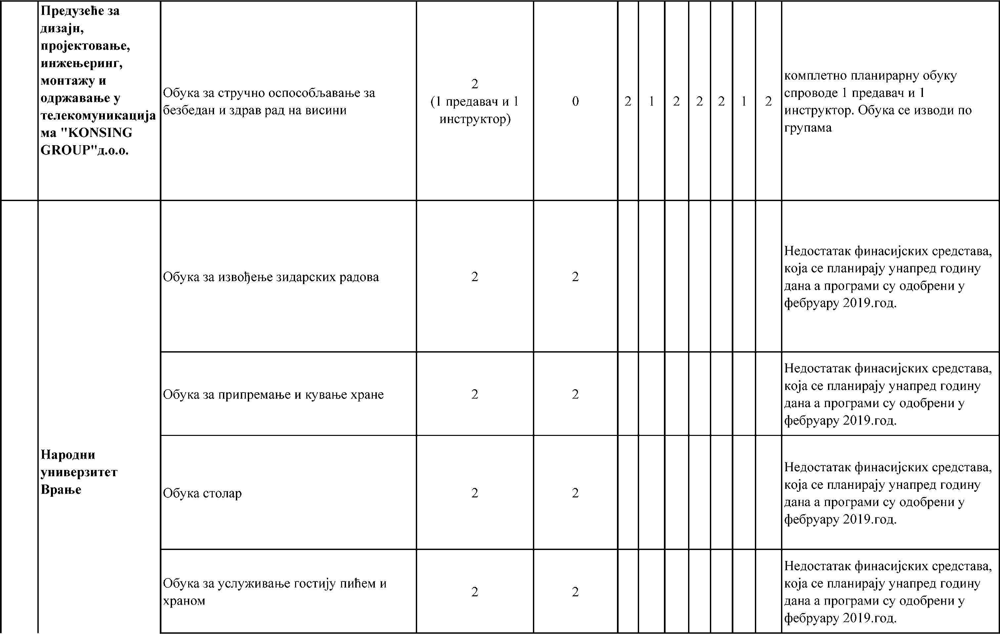 Предузеће за
дизајн,
пројектовање,
инжењеринг,
монтажу и
одржавање у
телекомуникација
ма "KONSING
GROUP"д.о.о.
Обука за стручно оспособљавање за
безбедан и здрав рад на висини
2
(1 предавач и 1
инструктор)
0
2
1
2
2
2
1
2
комплетно планирарну обуку
спроводе 1 предавач и 1
инструктор. Обука се изводи по
групама
Народни
универзитет
Врање
Обука за извођење зидарских радова
2
2
Недостатак финасијских средстава,
која се планирају унапред годину
дана а програми су одобрени у
фебруару 2019.год.
Обука за припремање и кување хране
2
2
Недостатак финасијских средстава,
која се планирају унапред годину
дана а програми су одобрени у
фебруару 2019.год.
Обука столар
2
2
Недостатак финасијских средстава,
која се планирају унапред годину
дана а програми су одобрени у
фебруару 2019.год.
Обука за услуживање гостију пићем и
храном
2
2
Недостатак финасијских средстава,
која се планирају унапред годину
дана а програми су одобрени у
фебруару 2019.год.